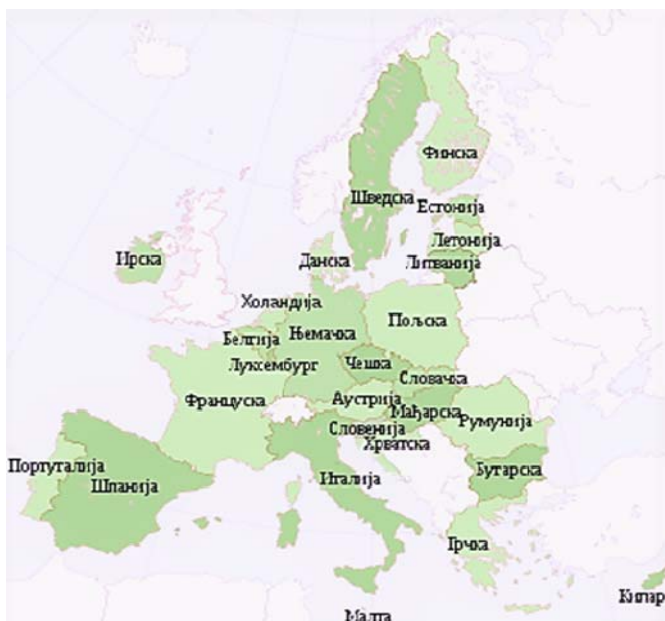 Финска
Шведска
Естонија
Летонија
Ирска
Данска
Литванија
Холандија
Пољска
Белгија
Њемачка
Луксембург
Чешка
Словачка
Француска
Аустрија
Мађарска
Румунија
Словенија
Хрватска
Португалија
Шпанија
Италија
Бугарска
Грчка
Кипар
Малта